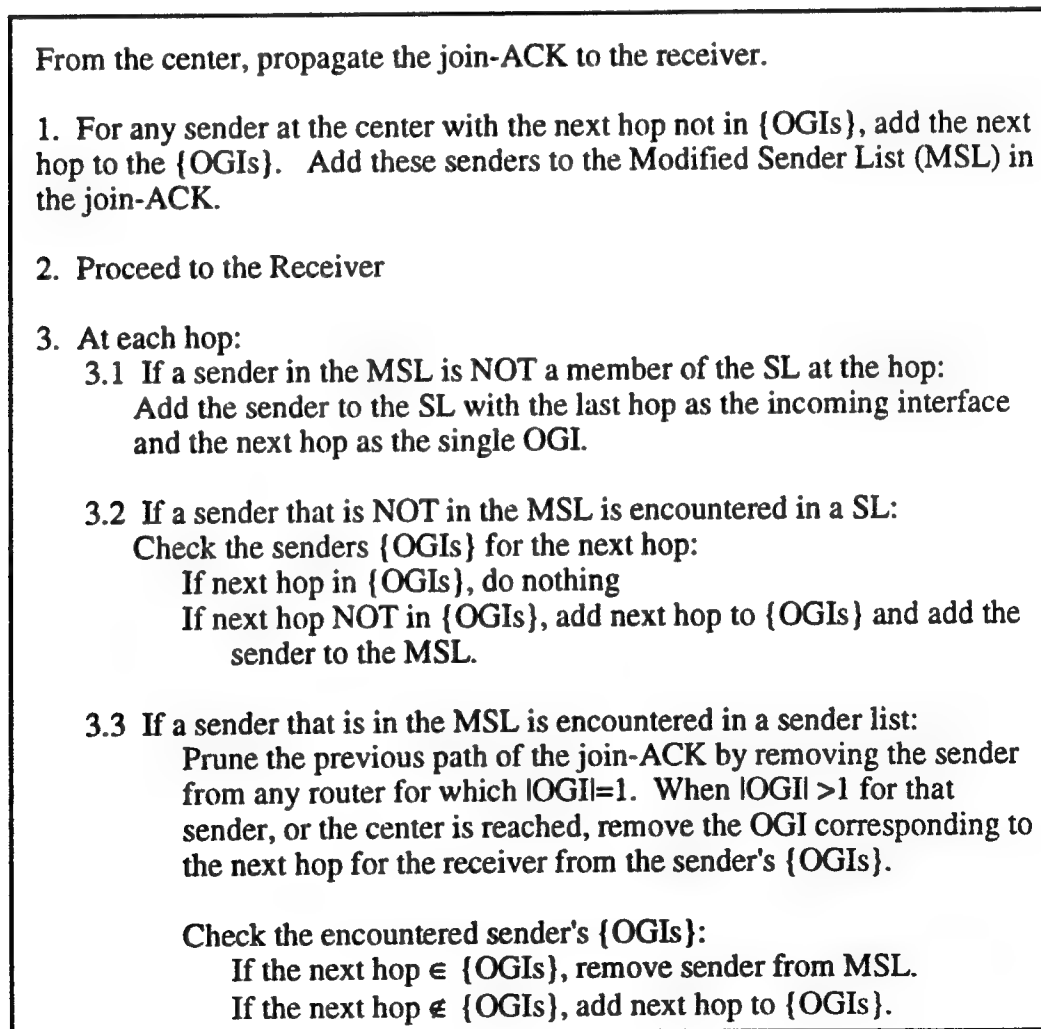 From the center, propagate the join-ACK to the receiver.
1. For any sender at the center with the next hop not in {OGIs}, add the next
hop to the {OGIs}. Add these senders to the Modified Sender List (MSL) in
the join-ACK.
2. Proceed to the Receiver
3. At each hop:
3.1 If a sender in the MSL is NOT a member of the SL at the hop:
Add the sender to the SL with the last hop as the incoming interface
and the next hop as the single OGI.
3.2 If a sender that is NOT in the MSL is encountered in a SL:
Check the senders {OGIs} for the next hop:
If next hop in {OGIs}, do nothing
If next hop NOT in {OGIs}, add next hop to {OGIs} and add the
sender to the MSL.
3.3 If a sender that is in the MSL is encountered in a sender list:
Prune the previous path of the join-ACK by removing the sender
from any router for which |OGI|=1. When |OGI| >1 for that
sender, or the center is reached, remove the OGI corresponding to
the next hop for the receiver from the sender's {OGIs}.
Check the encountered sender's {OGIs}:
If the next hop ∈ {OGIs}, remove sender from MSL.
If the next hop ∉ {OGIs}, add next hop to {OGIs}.